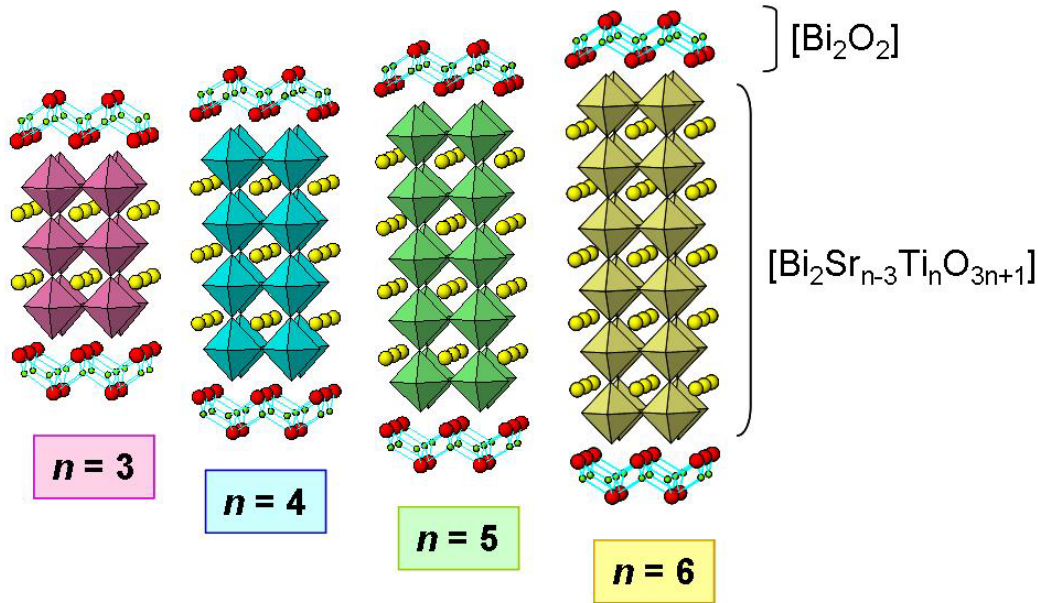 [Bi₂O₂]
[Bi₂Srₙ₋₃TiₙO₃ₙ₊₁]
n = 3
n = 4
n = 5
n = 6